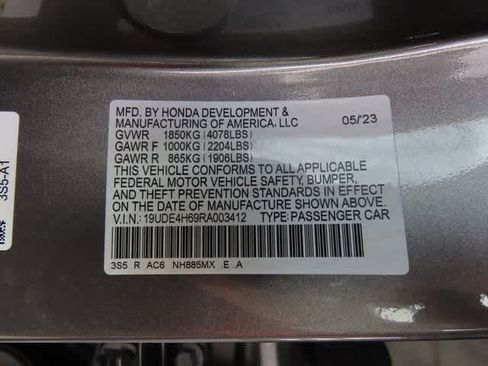 MFD. BY HONDA DEVELOPMENT & 05/23
MANUFACTURING OF AMERICA, LLC
GVWR 1850KG (4078LBS)
GAWR F 1000KG (2204LBS)
GAWR R 865KG (1906LBS)
THIS VEHICLE CONFORMS TO ALL APPLICABLE
FEDERAL MOTOR VEHICLE SAFETY, BUMPER,
AND THEFT PREVENTION STANDARDS IN EFFECT
ON THE DATE OF MANUFACTURE SHOWN ABOVE.
V.I.N.: 19UDE4H69RA003412 TYPE: PASSENGER CAR
3S5 R AC6 NH885MX E A
3S5-A1